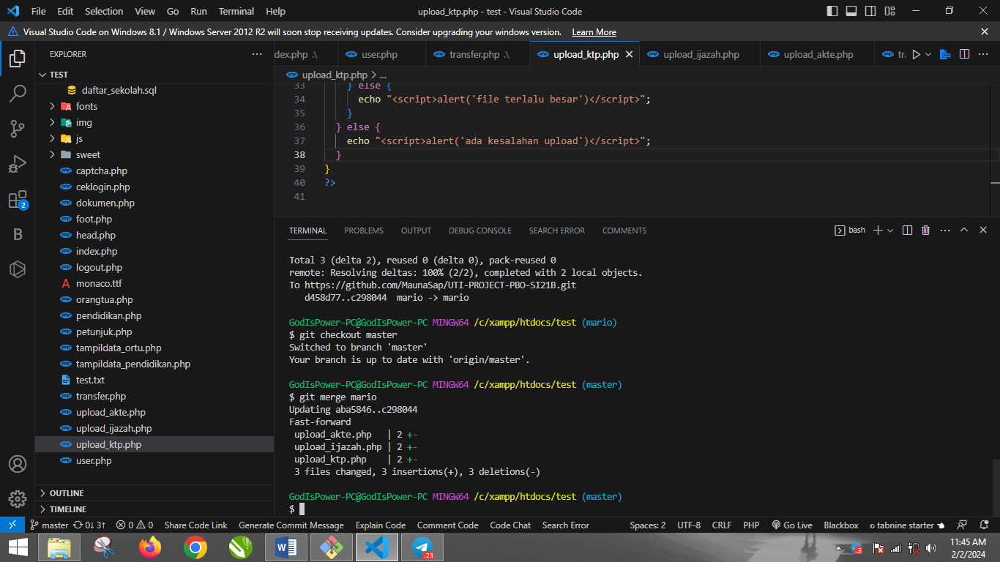 File Edit Selection View Go Run Terminal Help
upload_ktp.php - test - Visual Studio Code
Visual Studio Code on Windows 8.1 / Windows Server 2012 R2 will soon stop receiving updates. Consider upgrading your windows version. Learn More
EXPLORER
TEST
daftar_sekolah.sql
fonts
img
js
sweet
captcha.php
ceklogin.php
dokumen.php
foot.php
head.php
index.php
logout.php
monaco.ttf
orangtua.php
pendidikan.php
petunjuk.php
tampildata_ortu.php
tampildata_pendidikan.php
test.txt
transfer.php
upload_akte.php
upload_ijazah.php
upload_ktp.php
user.php
OUTLINE
TIMELINE
2
B
dex.php .\ user.php transfer.php .\ upload_ktp.php upload_ijazah.php upload_akte.php tr
upload_ktp.php > ...
33 } else {
34 echo "<script>alert('file terlalu besar')</script>";
35 }
36 } else {
37 echo "<script>alert('ada kesalahan upload')</script>";
38 }
39 }
40 ?>
41
TERMINAL PROBLEMS OUTPUT DEBUG CONSOLE SEARCH ERROR COMMENTS
bash
Total 3 (delta 2), reused 0 (delta 0), pack-reused 0
remote: Resolving deltas: 100% (2/2), completed with 2 local objects.
To https://github.com/MaunaSap/UTI-PROJECT-PBO-SI21B.git
d458d77..c298044 mario -> mario
GodIsPower-PC@GodIsPower-PC MINGW64 /c/xampp/htdocs/test (mario)
$ git checkout master
Switched to branch 'master'
Your branch is up to date with 'origin/master'.
GodIsPower-PC@GodIsPower-PC MINGW64 /c/xampp/htdocs/test (master)
$ git merge mario
Updating aba5846..c298044
Fast-forward
upload_akte.php | 2 +-
upload_ijazah.php | 2 +-
upload_ktp.php | 2 +-
3 files changed, 3 insertions(+), 3 deletions(-)
GodIsPower-PC@GodIsPower-PC MINGW64 /c/xampp/htdocs/test (master)
$
master 0↓ 3↑ 0 0 Share Code Link Generate Commit Message Explain Code Comment Code Code Chat Search Error Spaces: 2 UTF-8 CRLF PHP Go Live Blackbox tabnine starter
11:45 AM
2/2/2024